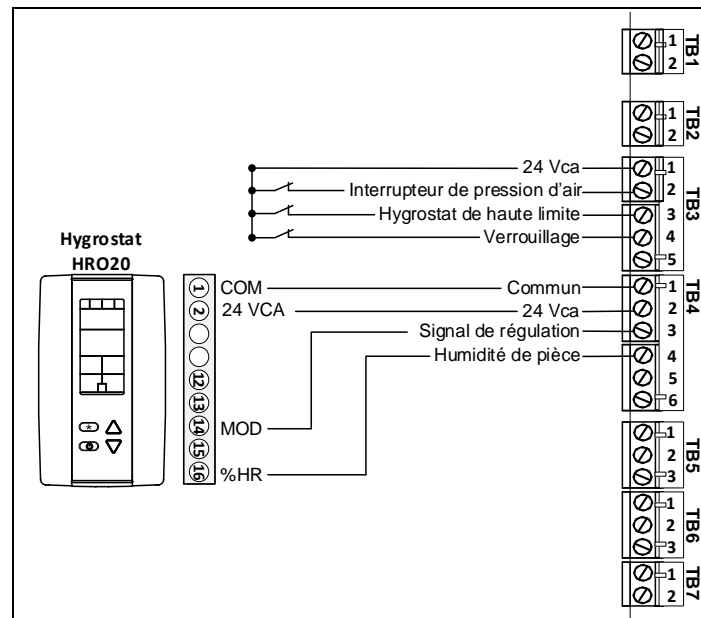 1
2
TB1
1
2
TB2
24 Vca
1
Interrupteur de pression d'air
2
Hygrostat de haute limite
3
Verrouillage
4
5
TB3
Hygrostat
HRO20
1 COM
Commun
1
2 24 VCA
24 Vca
2
Signal de régulation
3
Humidité de pièce
4
5
6
TB4
12
13
14 MOD
15
16 %HR
1
2
3
TB5
1
2
3
TB6
1
2
TB7